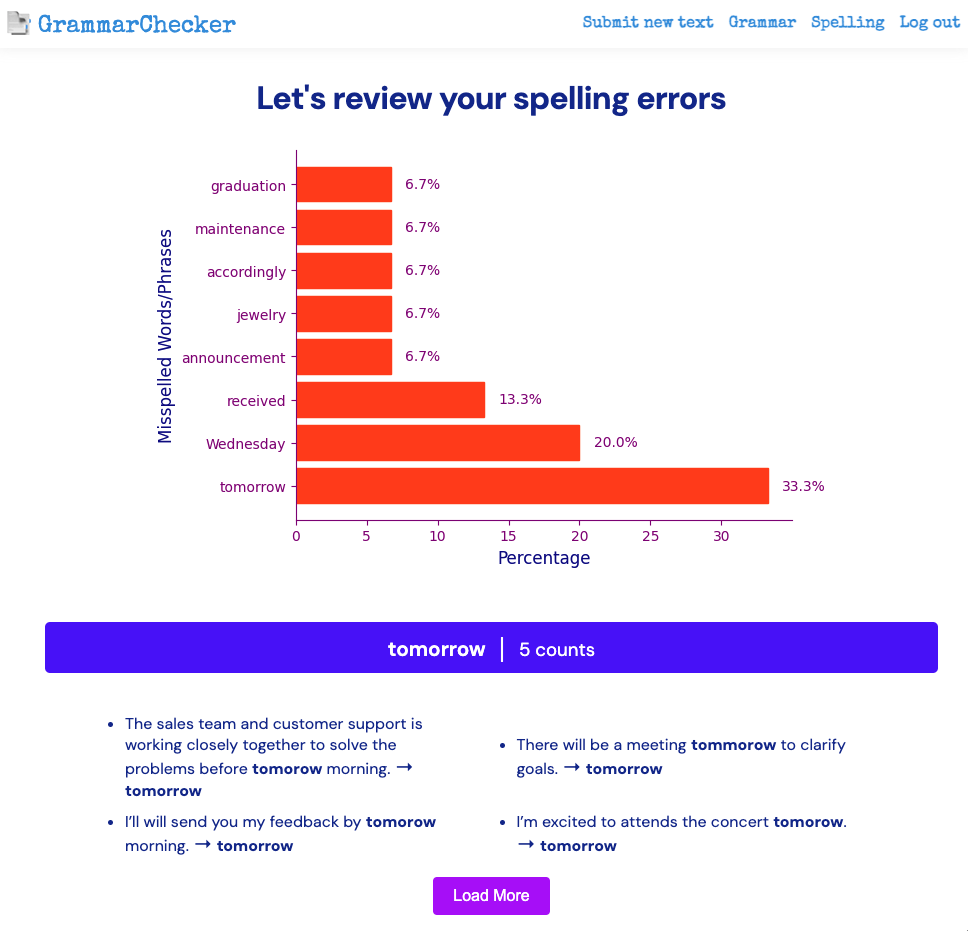 GrammarChecker
Submit new text Grammar Spelling Log out
Let's review your spelling errors
Misspelled Words/Phrases
graduation 6.7%
maintenance 6.7%
accordingly 6.7%
jewelry 6.7%
announcement 6.7%
received 13.3%
Wednesday 20.0%
tomorrow 33.3%
0 5 10 15 20 25 30
Percentage
tomorrow | 5 counts
• The sales team and customer support is
working closely together to solve the
problems before tomorow morning. →
tomorrow
• There will be a meeting tommorow to clarify
goals. → tomorrow
• I’ll will send you my feedback by tomorow
morning. → tomorrow
• I’m excited to attends the concert tomorow.
→ tomorrow
Load More